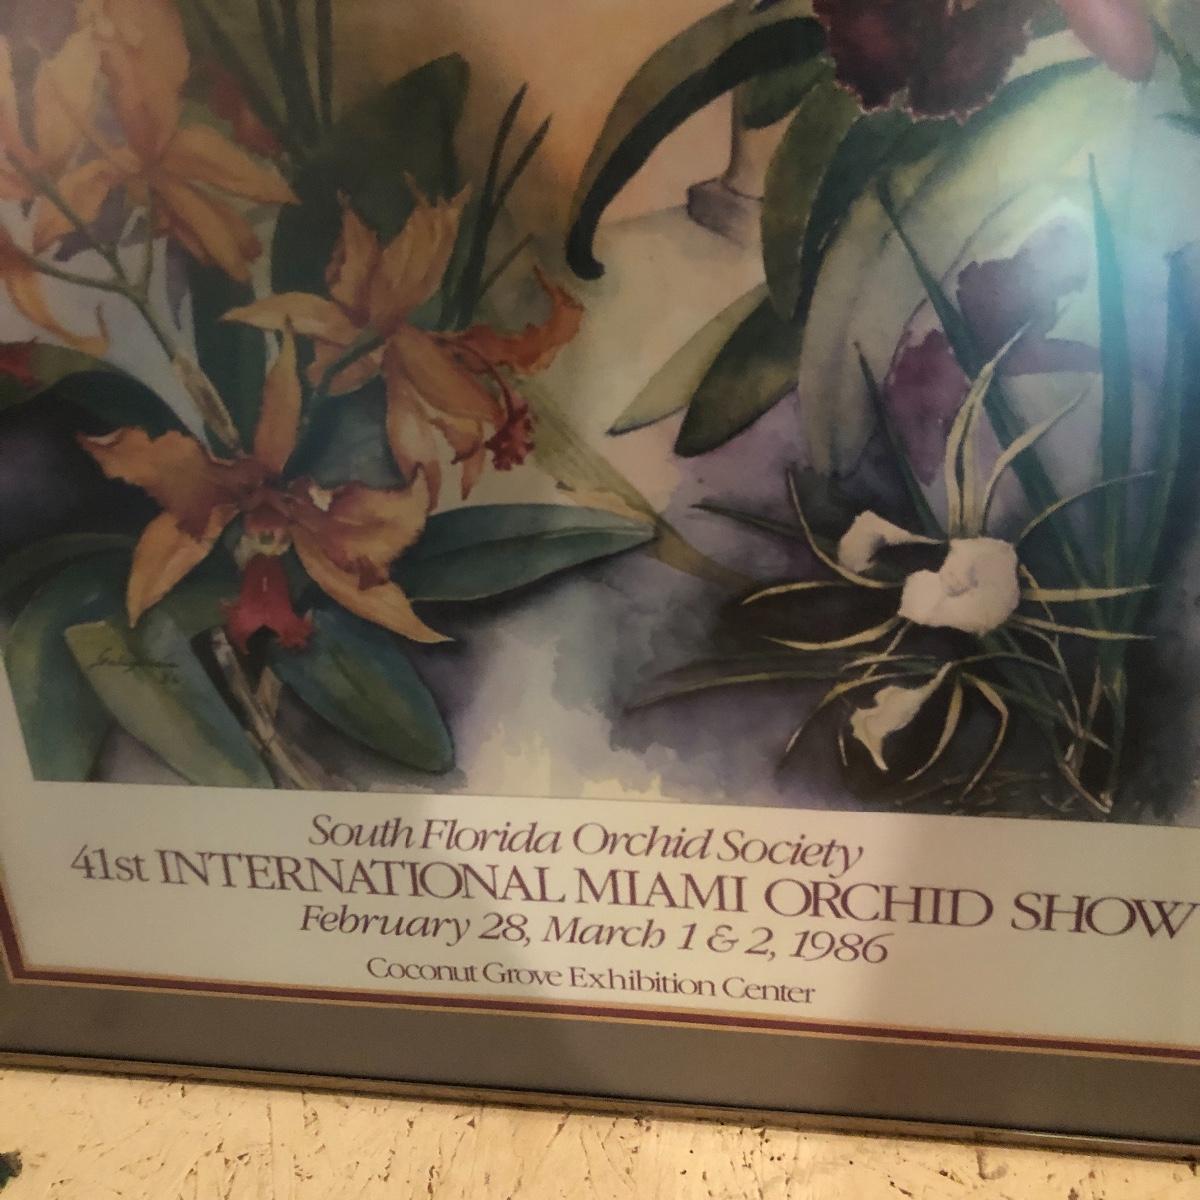 South Florida Orchid Society
41st INTERNATIONAL MIAMI ORCHID SHOW
February 28, March 1 & 2, 1986
Coconut Grove Exhibition Center